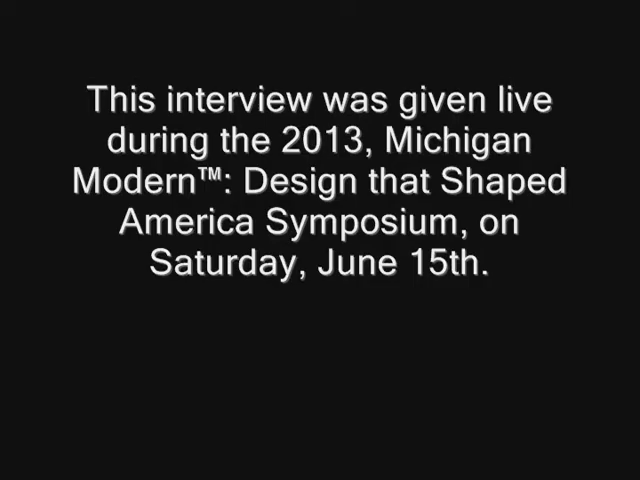 This interview was given live
during the 2013, Michigan
Modern™: Design that Shaped
America Symposium, on
Saturday, June 15th.